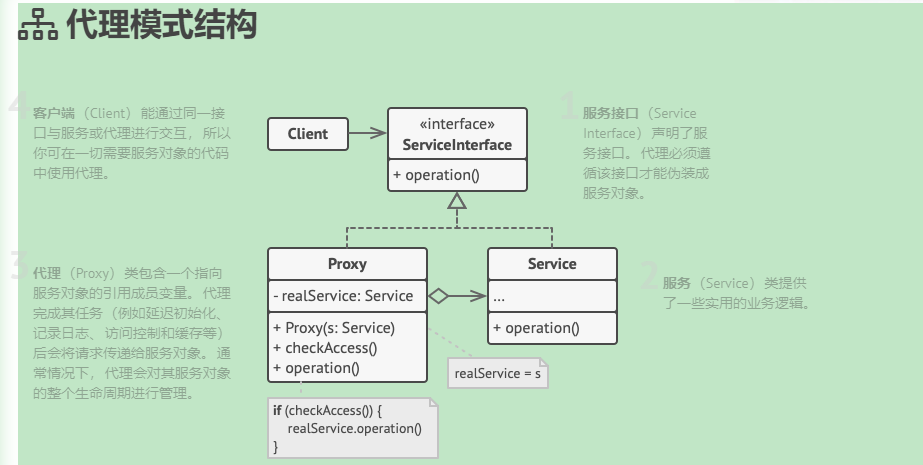 代理模式结构
4
客户端（Client）能通过同一接
口与服务或代理进行交互，所以
你可在一切需要服务对象的代码
中使用代理。
Client
«interface»
ServiceInterface
+ operation()
1
服务接口（Service
Interface）声明了服
务接口。代理必须遵
循该接口才能伪装成
服务对象。
3
代理（Proxy）类包含一个指向
服务对象的引用成员变量。代理
完成其任务（例如延迟初始化、
记录日志、访问控制和缓存等）
后会将请求传递给服务对象。通
常情况下，代理会对其服务对象
的整个生命周期进行管理。
Proxy
- realService: Service
+ Proxy(s: Service)
+ checkAccess()
+ operation()
Service
...
+ operation()
2
服务（Service）类提供
了一些实用的业务逻辑。
realService = s
if (checkAccess()) {
realService.operation()
}